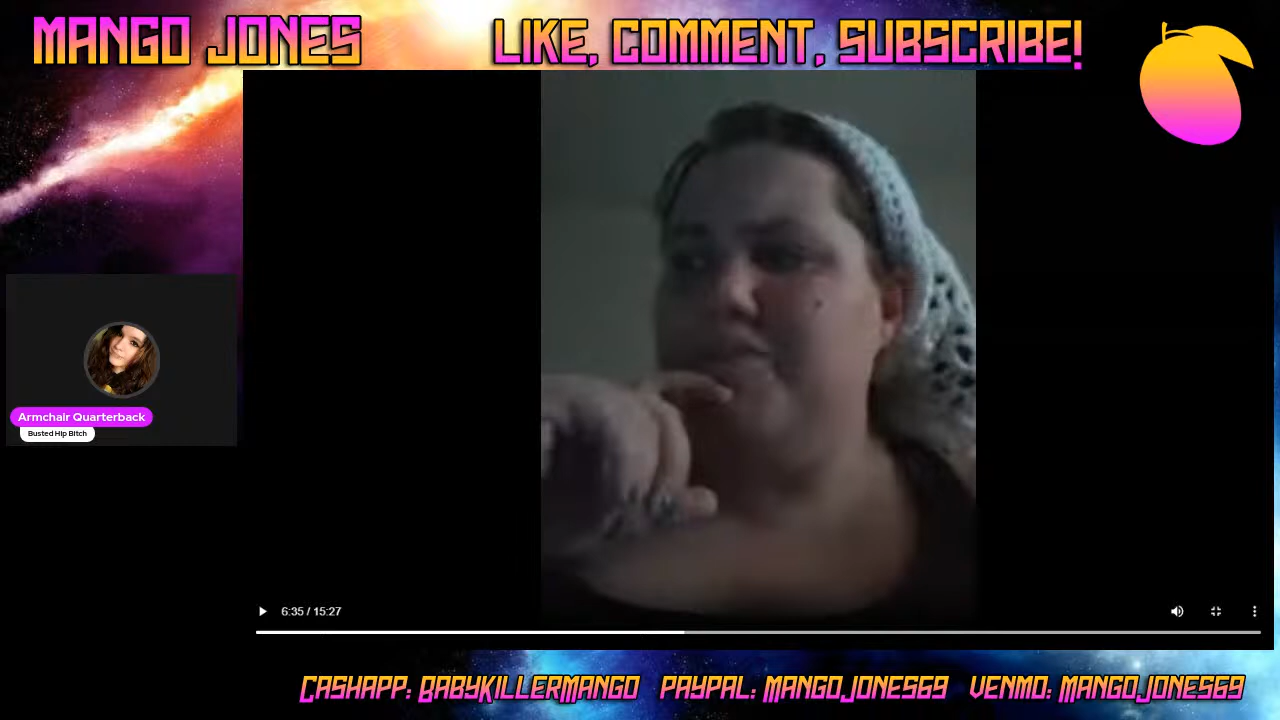 MANGO JONES
LIKE, COMMENT, SUBSCRIBE!
Armchair Quarterback
Busted Hip Bitch
6:35 / 15:27
CASHAPP: BABYKILLERMANGO PAYPAL: MANGOJONES69 VENMO: MANGOJONES69